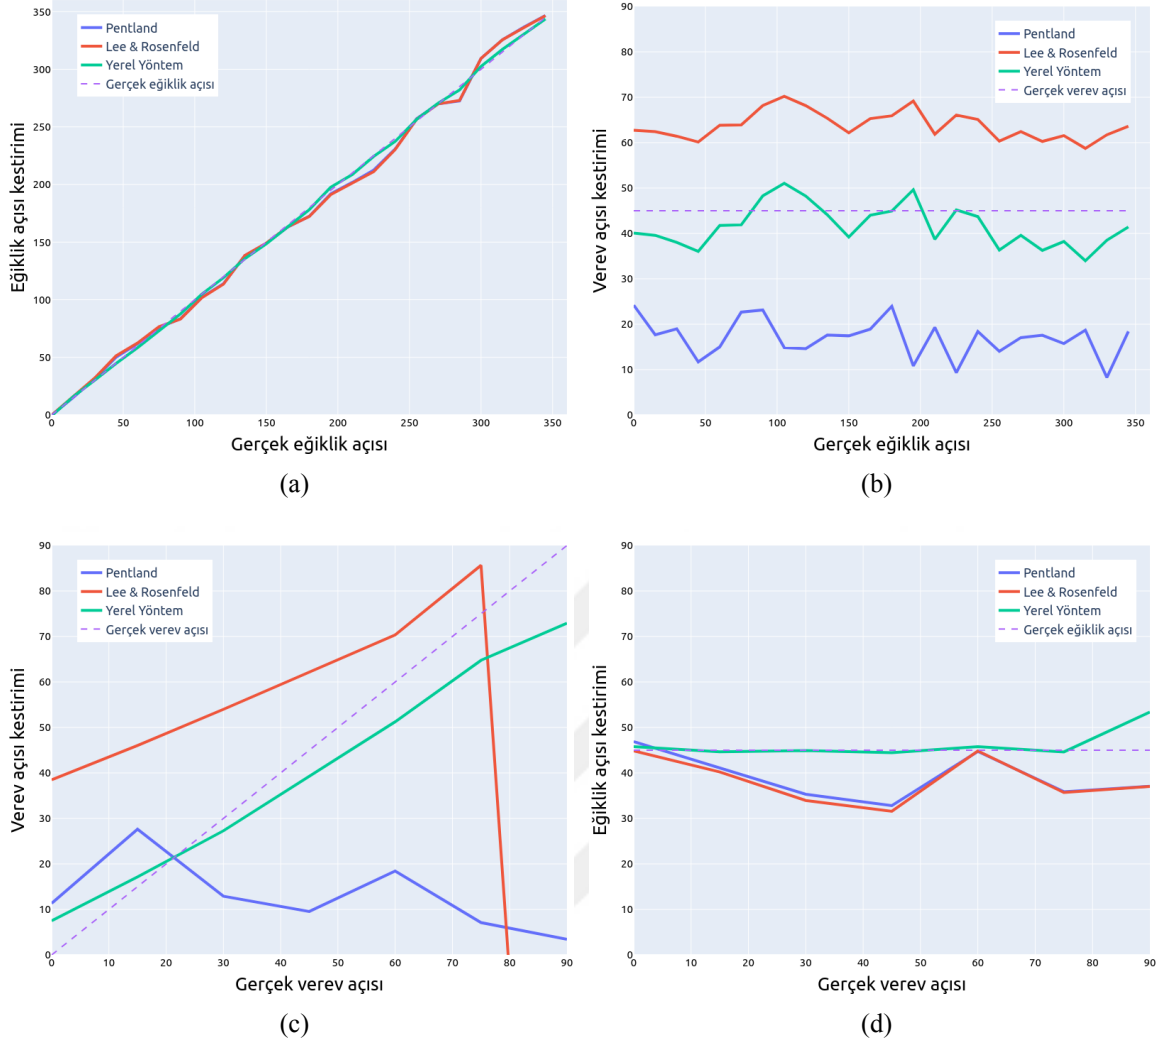 350
300
250
200
150
100
50
0
Eğiklik açısı kestirimi
Pentland
Lee & Rosenfeld
Yerel Yöntem
Gerçek eğiklik açısı
0 50 100 150 200 250 300 350
Gerçek eğiklik açısı
(a)
90
80
70
60
50
40
30
20
10
0
Verev açısı kestirimi
Pentland
Lee & Rosenfeld
Yerel Yöntem
Gerçek verev açısı
0 50 100 150 200 250 300 350
Gerçek eğiklik açısı
(b)
90
80
70
60
50
40
30
20
10
0
Verev açısı kestirimi
Pentland
Lee & Rosenfeld
Yerel Yöntem
Gerçek verev açısı
0 10 20 30 40 50 60 70 80 90
Gerçek verev açısı
(c)
90
80
70
60
50
40
30
20
10
0
Eğiklik açısı kestirimi
Pentland
Lee & Rosenfeld
Yerel Yöntem
Gerçek eğiklik açısı
0 10 20 30 40 50 60 70 80 90
Gerçek verev açısı
(d)